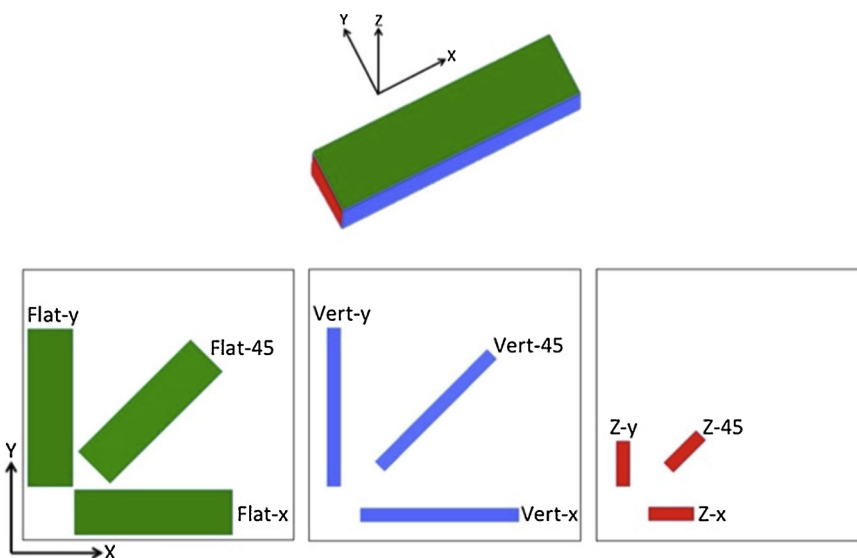 Y Z
X
Flat-y
Flat-45
Flat-x
Y
X
Vert-y
Vert-45
Vert-x
Z-y
Z-45
Z-x